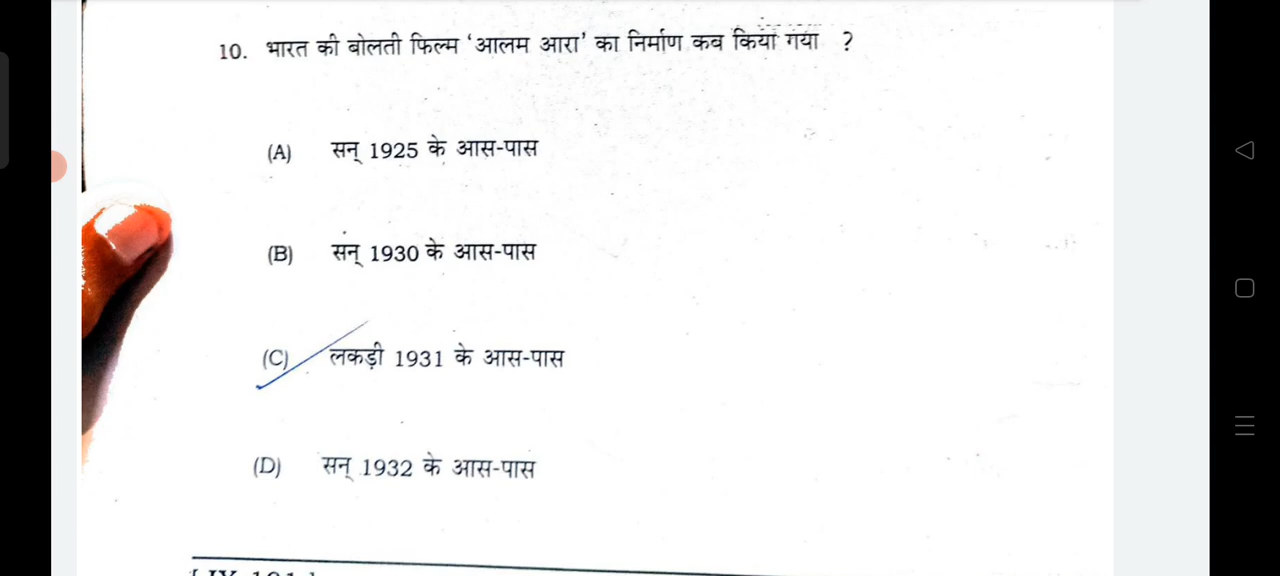 10. भारत की बोलती फिल्म ‘आलम आरा’ का निर्माण कब किया गया ?
(A) सन् 1925 के आस-पास
(B) सन् 1930 के आस-पास
(C) लकड़ी 1931 के आस-पास
(D) सन् 1932 के आस-पास